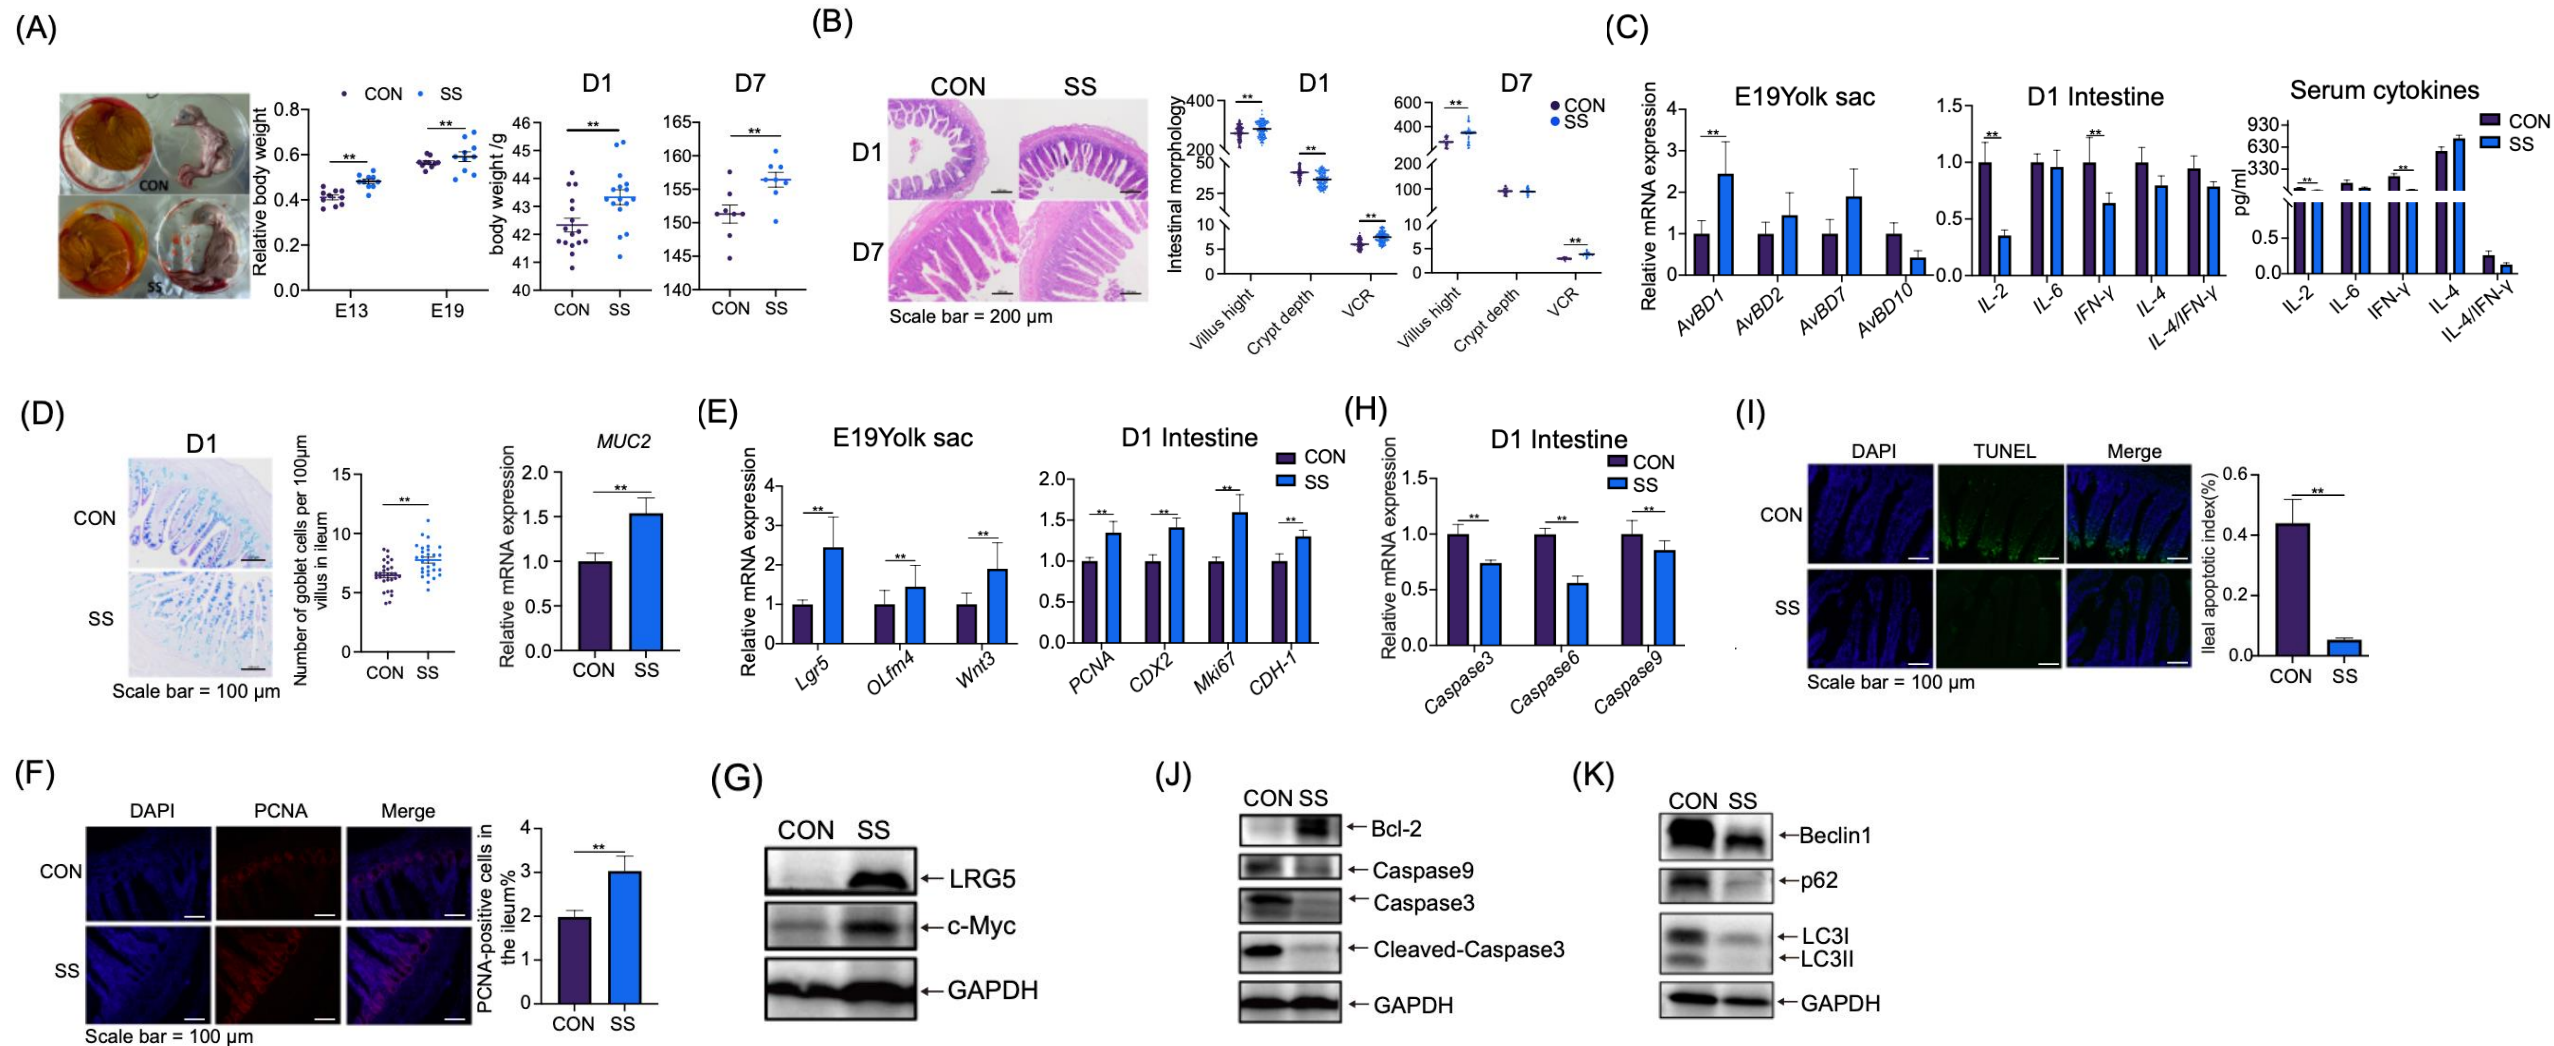 (A)
CON SS
CON
SS
Relative body weight
0.8
0.6
0.4
0.2
0.0
**
**
E13 E19
D1
body weight /g
46
45
44
43
42
41
40
**
CON SS
D7
165
160
155
150
145
140
**
CON SS
(B)
CON SS
D1
D7
Scale bar = 200 μm
D1
Intestinal morphology
400
200
50
25
10
5
0
**
**
**
Villus hight
Crypt depth
VCR
D7
600
400
200
100
10
5
0
**
**
Villus hight
Crypt depth
VCR
CON
SS
(C)
E19Yolk sac
Relative mRNA expression
4
3
2
1
0
**
AvBD1
AvBD2
AvBD7
AvBD10
D1 Intestine
1.5
1.0
0.5
0.0
**
**
IL-2
IL-6
IFN-γ
IL-4
IL-4/IFN-γ
Serum cytokines
pg/ml
930
630
330
0.5
0.0
**
**
IL-2
IL-6
IFN-γ
IL-4
IL-4/IFN-γ
CON
SS
(D)
D1
CON
SS
Scale bar = 100 μm
Number of goblet cells per 100μm
villus in ileum
15
10
5
0
**
CON SS
MUC2
Relative mRNA expression
2.0
1.5
1.0
0.5
0.0
**
CON SS
(E)
E19Yolk sac
Relative mRNA expression
4
3
2
1
0
**
**
**
Lgr5
OLfm4
Wnt3
D1 Intestine
2.0
1.5
1.0
0.5
0.0
**
**
**
**
PCNA
CDX2
Mki67
CDH-1
CON
SS
(H)
D1 Intestine
Relative mRNA expression
1.5
1.0
0.5
0.0
**
**
**
Caspase3
Caspase6
Caspase9
CON
SS
(I)
DAPI TUNEL Merge
CON
SS
Scale bar = 100 μm
Ileal apoptotic index(%)
0.6
0.4
0.2
0.0
**
CON SS
(F)
DAPI PCNA Merge
CON
SS
Scale bar = 100 μm
PCNA-positive cells in
the ileum%
4
3
2
1
0
**
CON SS
(G)
CON SS
LRG5
c-Myc
GAPDH
(J)
CON SS
Bcl-2
Caspase9
Caspase3
Cleaved-Caspase3
GAPDH
(K)
CON SS
Beclin1
p62
LC3I
LC3II
GAPDH